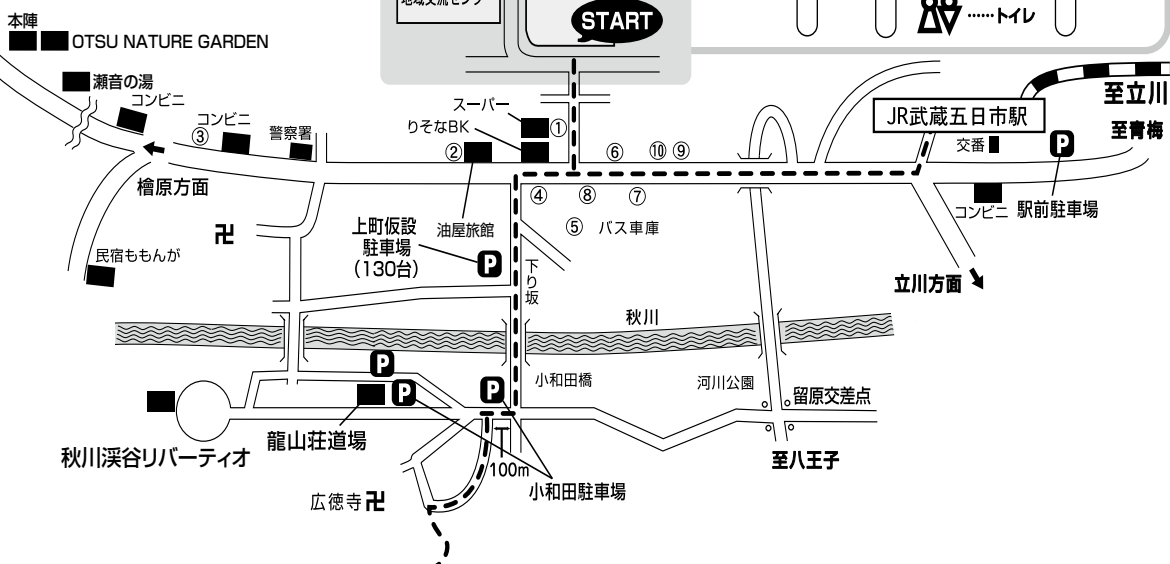 地域交流センター
START
……トイレ
本陣
OTSU NATURE GARDEN
瀬音の湯
コンビニ
コンビニ
③
警察署
スーパー
①
りそなBK
②
⑥
⑩
⑨
JR武蔵五日市駅
至立川
至青梅
交番
P
コンビニ
駅前駐車場
檜原方面
④
⑧
⑦
⑤
バス車庫
油屋旅館
上町仮設
駐車場
（130台）
P
下り坂
卍
民宿ももんが
立川方面
秋川
P
P
P
小和田橋
河川公園
留原交差点
龍山荘道場
秋川渓谷リバーティオ
100m
至八王子
小和田駐車場
広徳寺卍